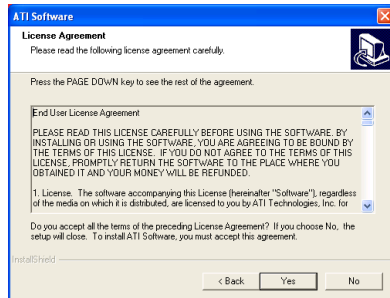 ATI Software
License Agreement
Please read the following license agreement carefully.
Press the PAGE DOWN key to see the rest of the agreement.
End User License Agreement
PLEASE READ THIS LICENSE CAREFULLY BEFORE USING THE SOFTWARE. BY
INSTALLING OR USING THE SOFTWARE, YOU ARE AGREEING TO BE BOUND BY
THE TERMS OF THIS LICENSE. IF YOU DO NOT AGREE TO THE TERMS OF THIS
LICENSE, PROMPTLY RETURN THE SOFTWARE TO THE PLACE WHERE YOU
OBTAINED IT AND YOUR MONEY WILL BE REFUNDED.
1. License. The software accompanying this License (hereinafter "Software"), regardless
of the media on which it is distributed, are licensed to you by ATI Technologies, Inc. for
Do you accept all the terms of the preceding License Agreement? If you choose No, the
setup will close. To install ATI Software, you must accept this agreement.
InstallShield
< Back
Yes
No